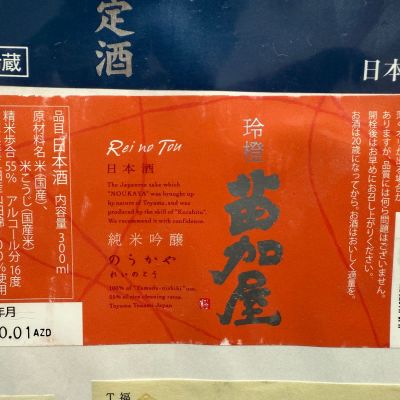 定酒
蔵
日本
品目 日本酒 内容量 300ml
原材料名 米(国産)、
米こうじ(国産米)
精米歩合55% アルコール分 16度
0.01AZD
Rei no Tou
日本酒
The Japanese sake which
"NOUKAYA" was brought up
by nature of Toyama, and was
produced by the skill of "Kurabito".
We recommend it with confidence.
純米吟醸
のうかや
れいのとう
100% of "Yamada-nishiki" use.
55% of rice cleaning ratio.
Toyama Tonami Japan
玲橙
苗加屋
ありますが、品質には何ら問題はございません。
開栓後はお早めにお召し上がりください。
お酒は20歳になってから。お酒はおいしく適量を。
福